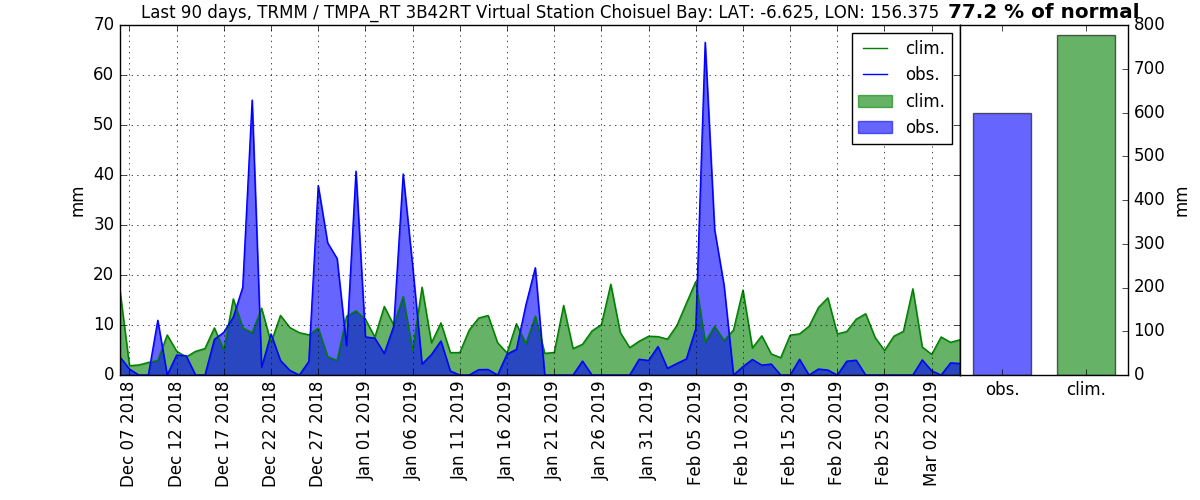 Last 90 days, TRMM / TMPA_RT 3B42RT Virtual Station Choisuel Bay: LAT: -6.625, LON: 156.375 77.2 % of normal
mm
70
60
50
40
30
20
10
0
clim.
obs.
clim.
obs.
Dec 07 2018
Dec 12 2018
Dec 17 2018
Dec 22 2018
Dec 27 2018
Jan 01 2019
Jan 06 2019
Jan 11 2019
Jan 16 2019
Jan 21 2019
Jan 26 2019
Jan 31 2019
Feb 05 2019
Feb 10 2019
Feb 15 2019
Feb 20 2019
Feb 25 2019
Mar 02 2019
800
700
600
500
400
300
200
100
0
mm
obs. clim.